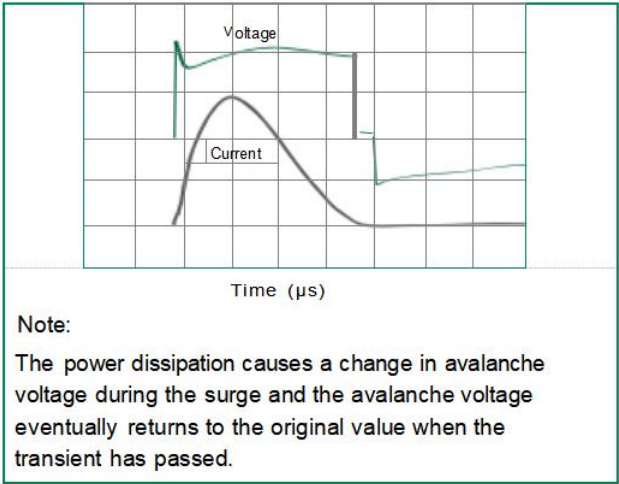 Voltage
Current
Time (µs)
Note:
The power dissipation causes a change in avalanche
voltage during the surge and the avalanche voltage
eventually returns to the original value when the
transient has passed.